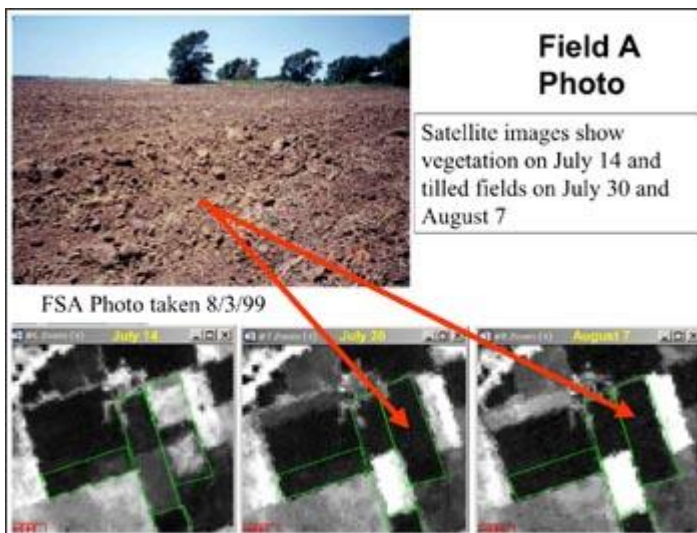 Field A
Photo
Satellite images show
vegetation on July 14 and
tilled fields on July 30 and
August 7
FSA Photo taken 8/3/99
July 14
July 30
August 7